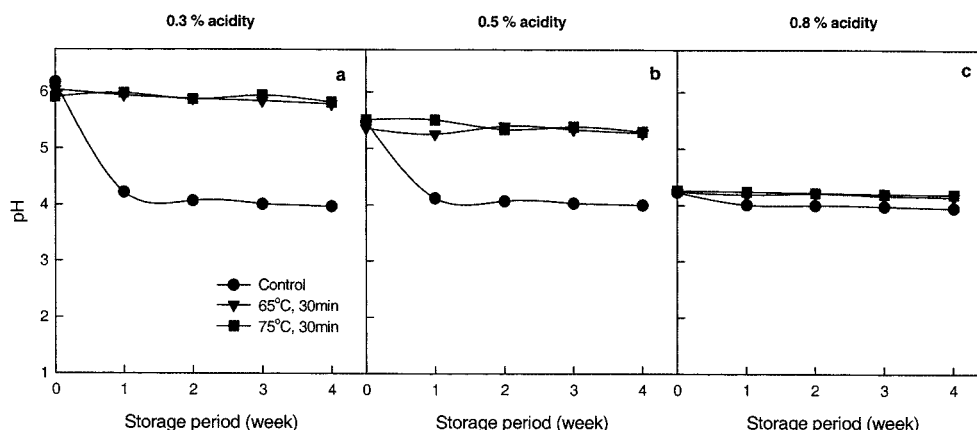 0.3 % acidity
0.5 % acidity
0.8 % acidity
a
b
c
6
5
4
3
2
1
pH
Control
65°C, 30min
75°C, 30min
0 1 2 3 4
0 1 2 3 4
0 1 2 3 4
Storage period (week)
Storage period (week)
Storage period (week)